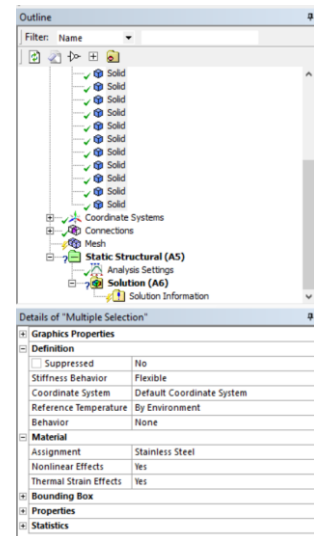 Outline
Filter: Name
Solid
Solid
Solid
Solid
Solid
Solid
Solid
Solid
Solid
Solid
Solid
Coordinate Systems
Connections
Mesh
Static Structural (A5)
Analysis Settings
Solution (A6)
Solution Information
Details of "Multiple Selection"
Graphics Properties
Definition
Suppressed No
Stiffness Behavior Flexible
Coordinate System Default Coordinate System
Reference Temperature By Environment
Behavior None
Material
Assignment Stainless Steel
Nonlinear Effects Yes
Thermal Strain Effects Yes
Bounding Box
Properties
Statistics